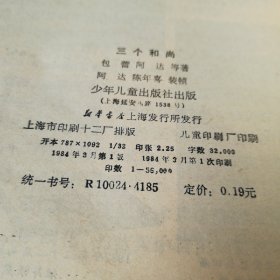 三个和尚
包蕾 阿达 等著
阿达 陈年喜 装帧
少年儿童出版社出版
(上海延安西路1538号)
新华书店上海发行所发行
上海市印刷十二厂排版 儿童印刷厂印刷
开本 787×1092 1/32 印张 2.25 字数 32,000
1984年3月第1版 1984年3月第1次印刷
印数 1—56,000
统一书号: R10024·4185 定价: 0.19元